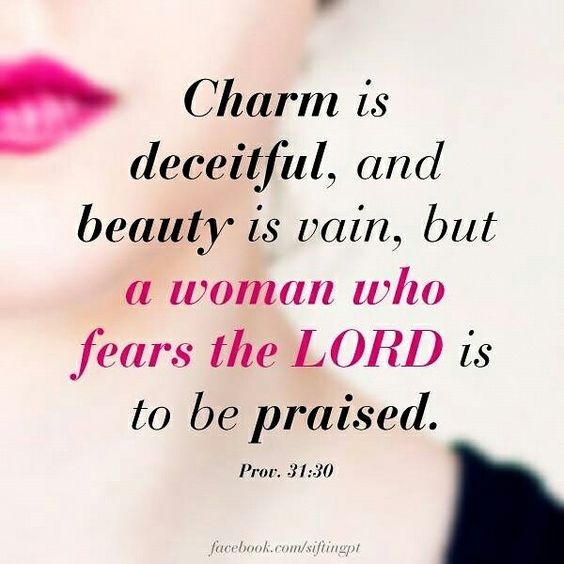 Charm is
deceitful, and
beauty is vain, but
a woman who
fears the LORD is
to be praised.
Prov. 31:30
facebook.com/siftingpt